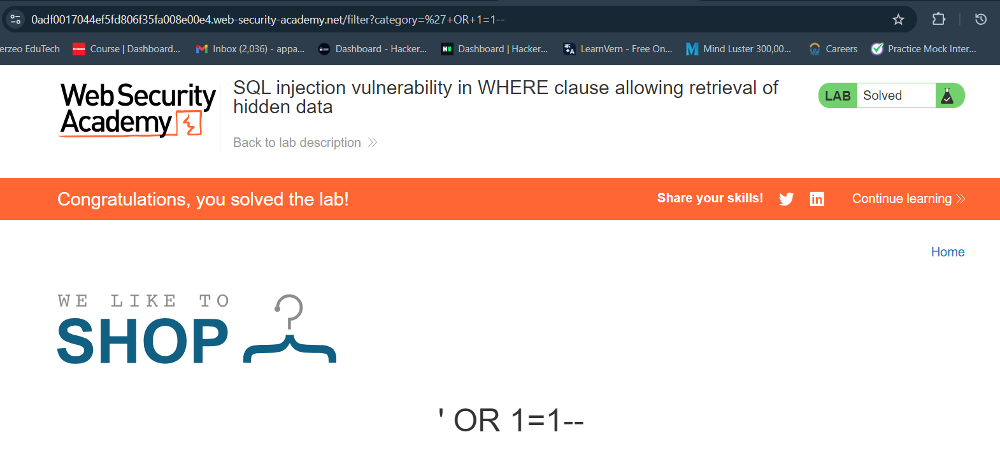 0adf0017044ef5fd806f35fa008e00e4.web-security-academy.net/filter?category=%27+OR+1=1--
erzeo EduTech Course | Dashboard... Inbox (2,036) - appa... Dashboard - Hacker... Dashboard | Hacker... LearnVern - Free On... Mind Luster 300,00... Careers Practice Mock Inter...
Web Security
Academy
SQL injection vulnerability in WHERE clause allowing retrieval of
hidden data
LAB Solved
Back to lab description
Congratulations, you solved the lab!
Share your skills! Continue learning
Home
WE LIKE TO
SHOP
' OR 1=1--